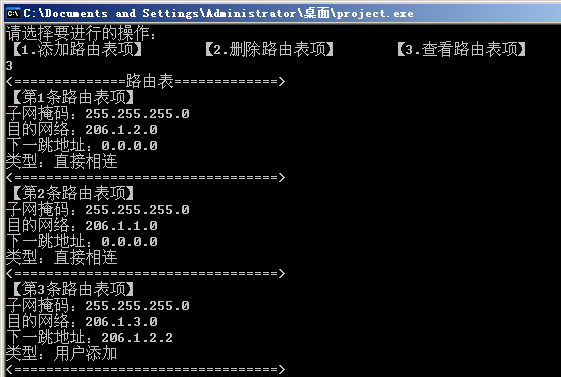 C:\Documents and Settings\Administrator\桌面\project.exe
请选择要进行的操作:
【1.添加路由表项】 【2.删除路由表项】 【3.查看路由表项】
3
<==============路由表=============>
【第1条路由表项】
子网掩码: 255.255.255.0
目的网络: 206.1.2.0
下一跳地址: 0.0.0.0
类型: 直接相连
<=================================>
【第2条路由表项】
子网掩码: 255.255.255.0
目的网络: 206.1.1.0
下一跳地址: 0.0.0.0
类型: 直接相连
<=================================>
【第3条路由表项】
子网掩码: 255.255.255.0
目的网络: 206.1.3.0
下一跳地址: 206.1.2.2
类型: 用户添加
<=================================>